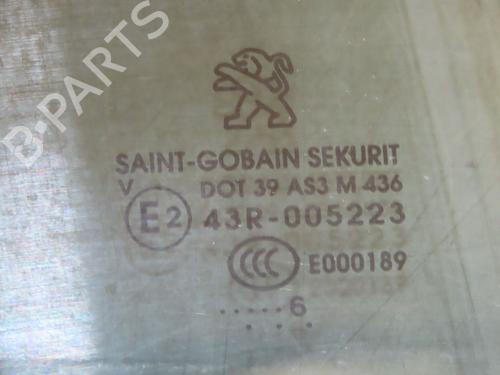 B-PARTS
SAINT-GOBAIN SEKURIT
V DOT 39 AS3 M 436
E2 43R-005223
CCC E000189
.....6
. . .